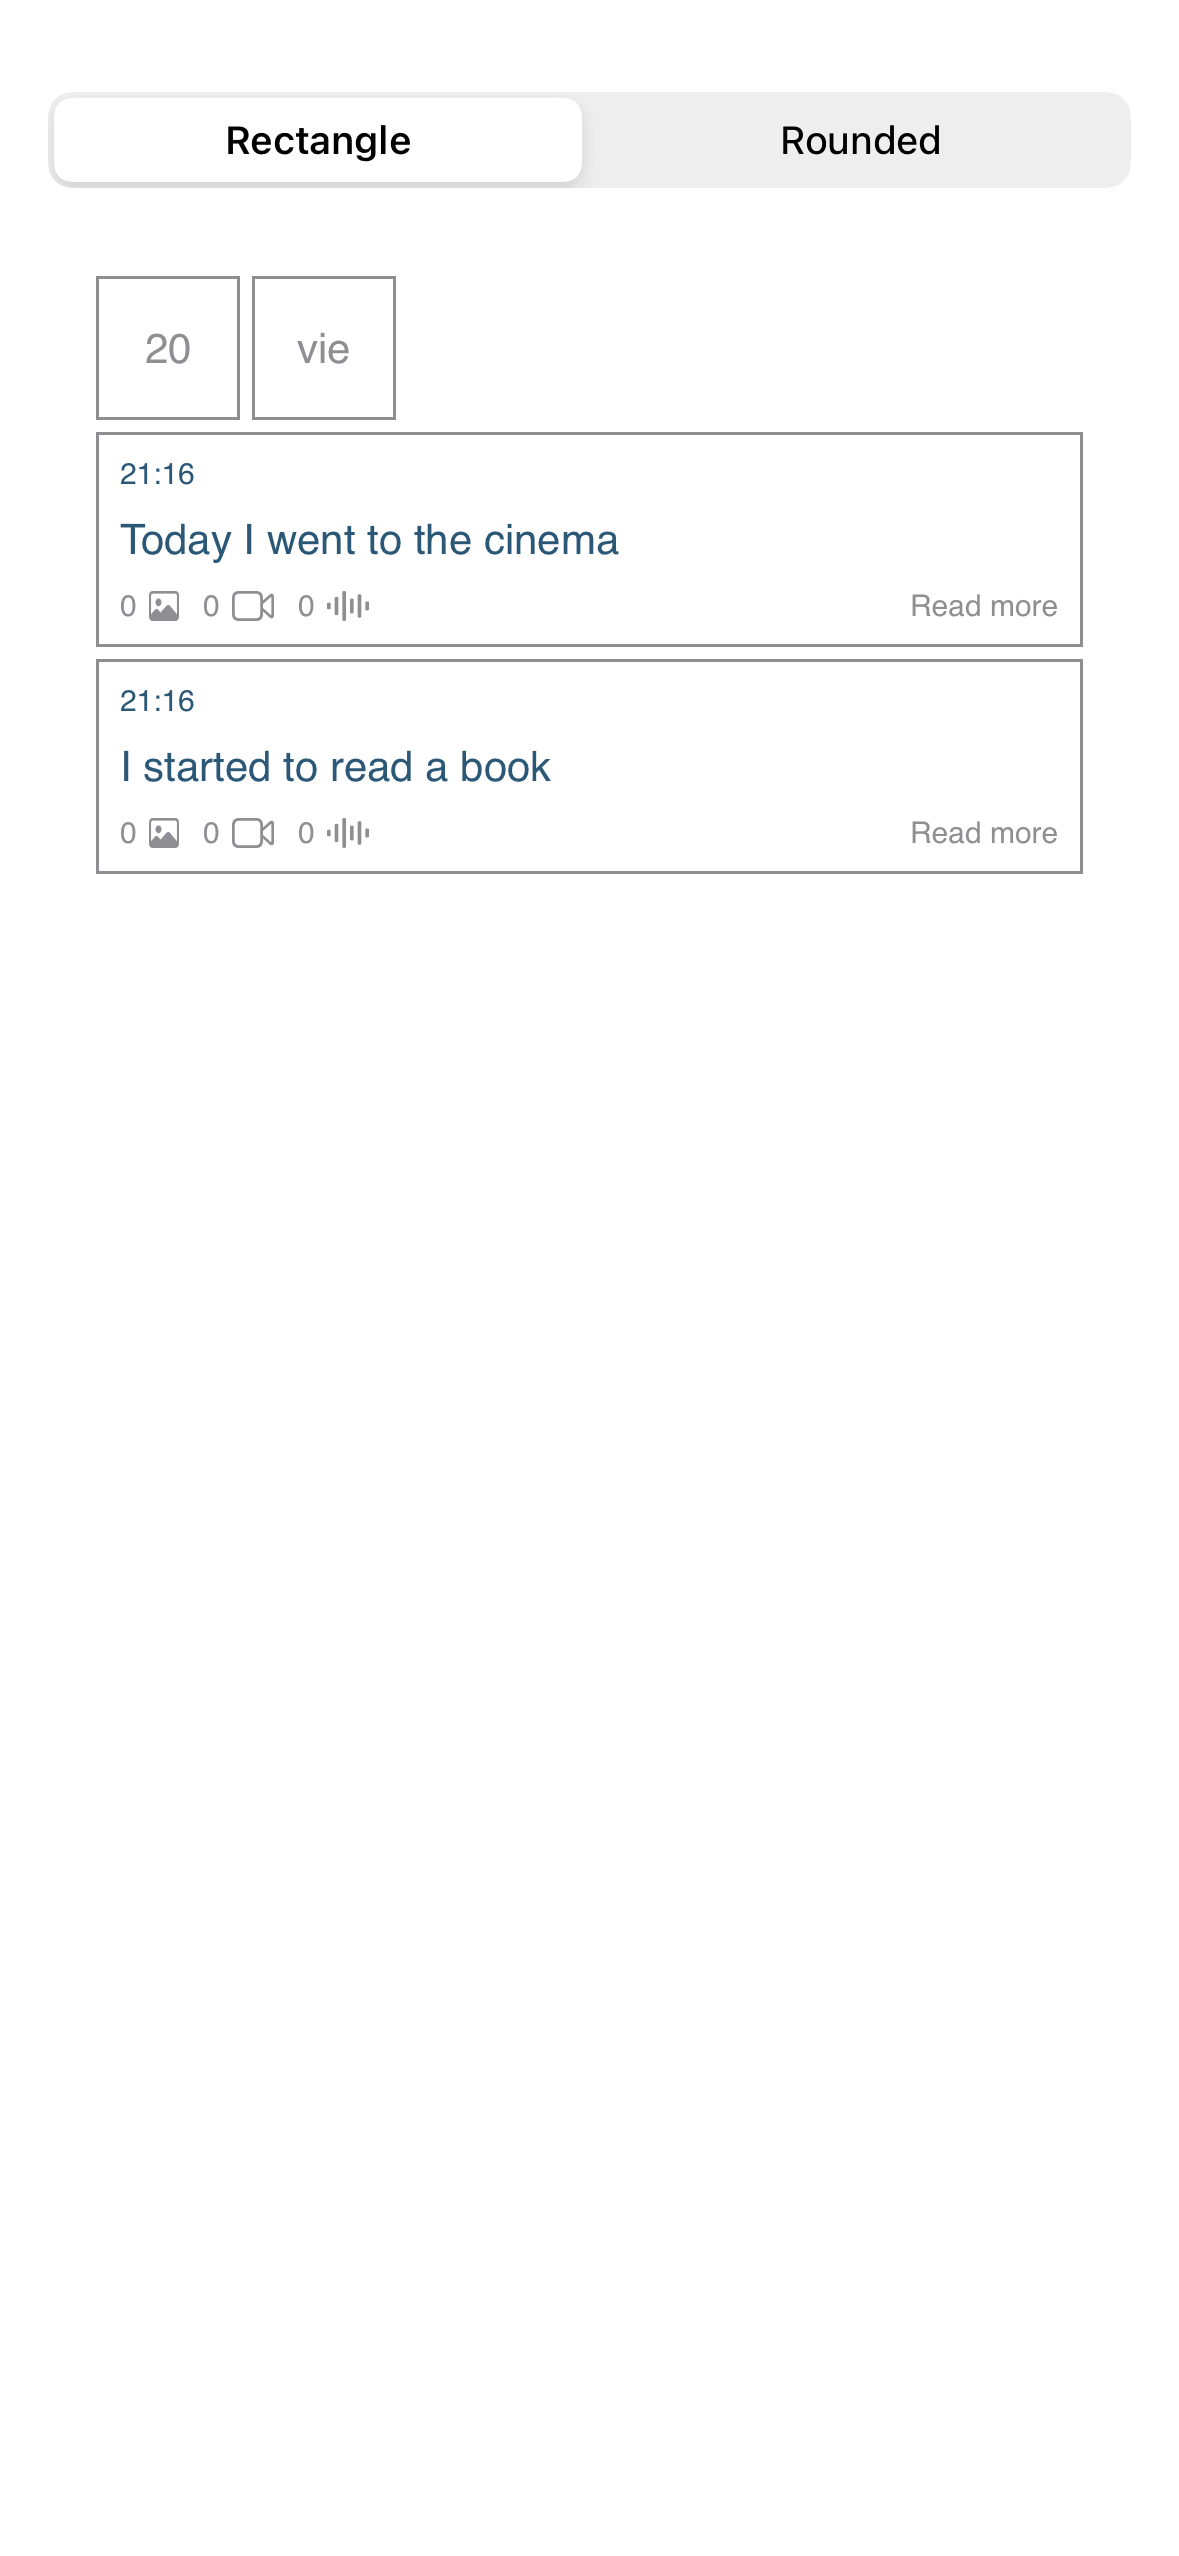 Rectangle Rounded
20 vie
21:16
Today I went to the cinema
0 0 0 Read more
21:16
I started to read a book
0 0 0 Read more